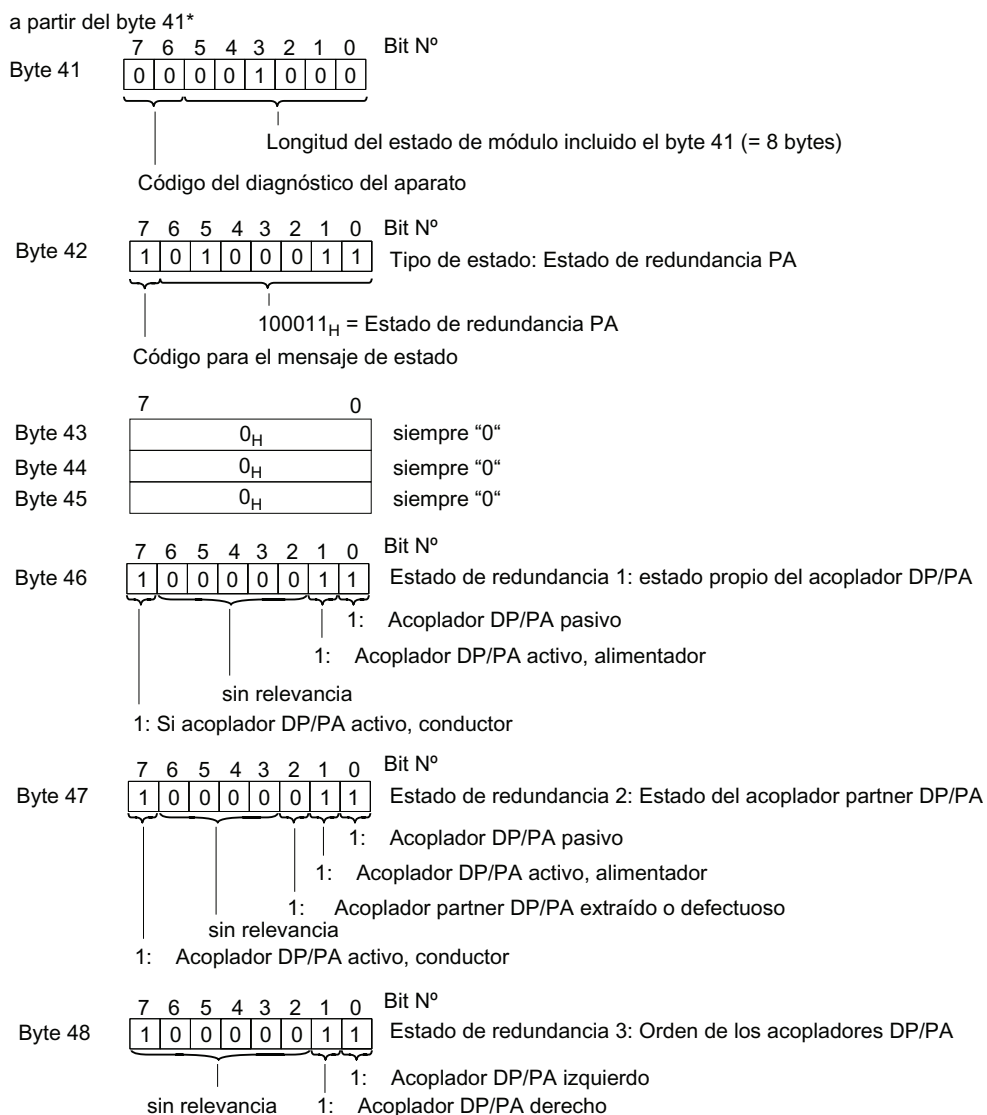 a partir del byte 41*
7 6 5 4 3 2 1 0 Bit Nº
Byte 41 0 0 0 0 1 0 0 0
Longitud del estado de módulo incluido el byte 41 (= 8 bytes)
Código del diagnóstico del aparato
7 6 5 4 3 2 1 0 Bit Nº
Byte 42 1 0 1 0 0 0 1 1 Tipo de estado: Estado de redundancia PA
100011H = Estado de redundancia PA
Código para el mensaje de estado
7 0
Byte 43 0H siempre "0“
Byte 44 0H siempre "0“
Byte 45 0H siempre "0“
7 6 5 4 3 2 1 0 Bit Nº
Byte 46 1 0 0 0 0 0 1 1 Estado de redundancia 1: estado propio del acoplador DP/PA
1: Acoplador DP/PA pasivo
1: Acoplador DP/PA activo, alimentador
sin relevancia
1: Si acoplador DP/PA activo, conductor
7 6 5 4 3 2 1 0 Bit Nº
Byte 47 1 0 0 0 0 0 1 1 Estado de redundancia 2: Estado del acoplador partner DP/PA
1: Acoplador DP/PA pasivo
1: Acoplador DP/PA activo, alimentador
1: Acoplador partner DP/PA extraído o defectuoso
sin relevancia
1: Acoplador DP/PA activo, conductor
7 6 5 4 3 2 1 0 Bit Nº
Byte 48 1 0 0 0 0 0 1 1 Estado de redundancia 3: Orden de los acopladores DP/PA
1: Acoplador DP/PA izquierdo
sin relevancia 1: Acoplador DP/PA derecho